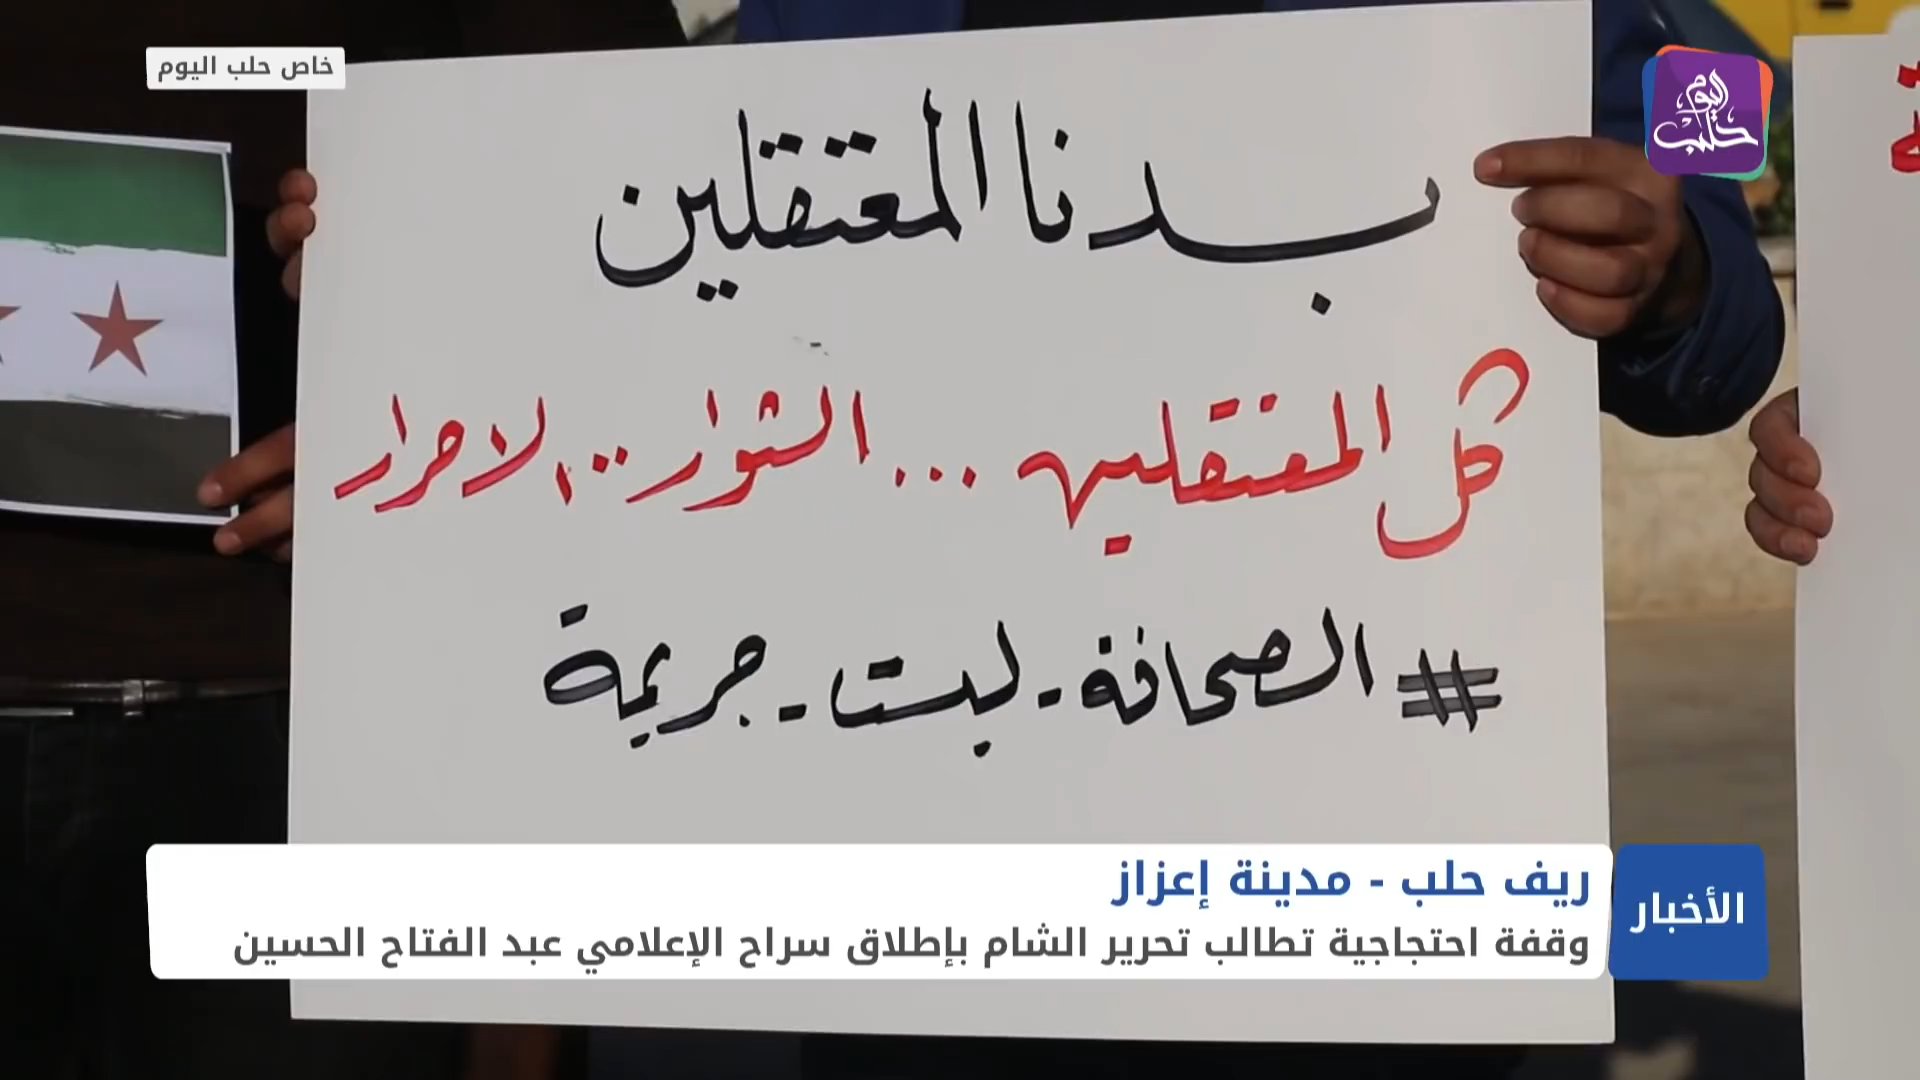 خاص حلب اليوم
حلب اليوم
بدنا المعتقلين
كل المعتقلين ... الثوار ... الاحرار
#الصحافة-ليست-جريمة
ريف حلب - مدينة إعزاز
الأخبار
وقفة احتجاجية تطالب تحرير الشام بإطلاق سراح الإعلامي عبد الفتاح الحسين